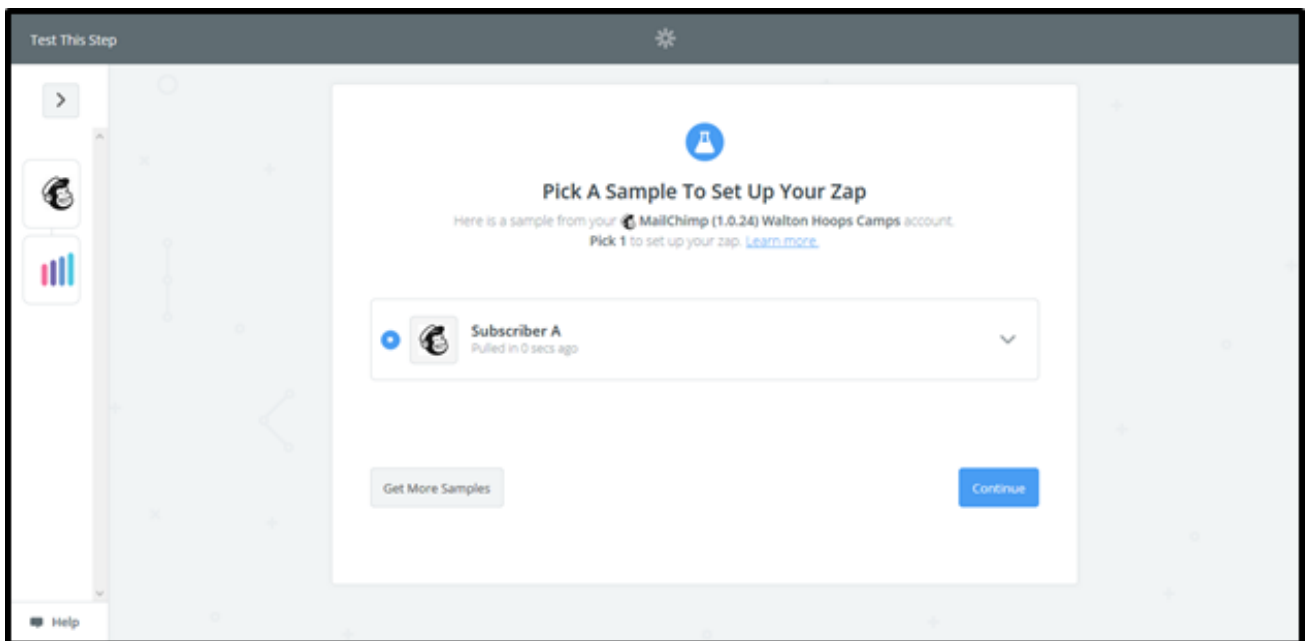 Test This Step
Pick A Sample To Set Up Your Zap
Here is a sample from your MailChimp (1.0.24) Walton Hoops Camps account.
Pick 1 to set up your zap. Learn more.
Subscriber A
Pulled in 0 secs ago
Get More Samples
Continue
Help